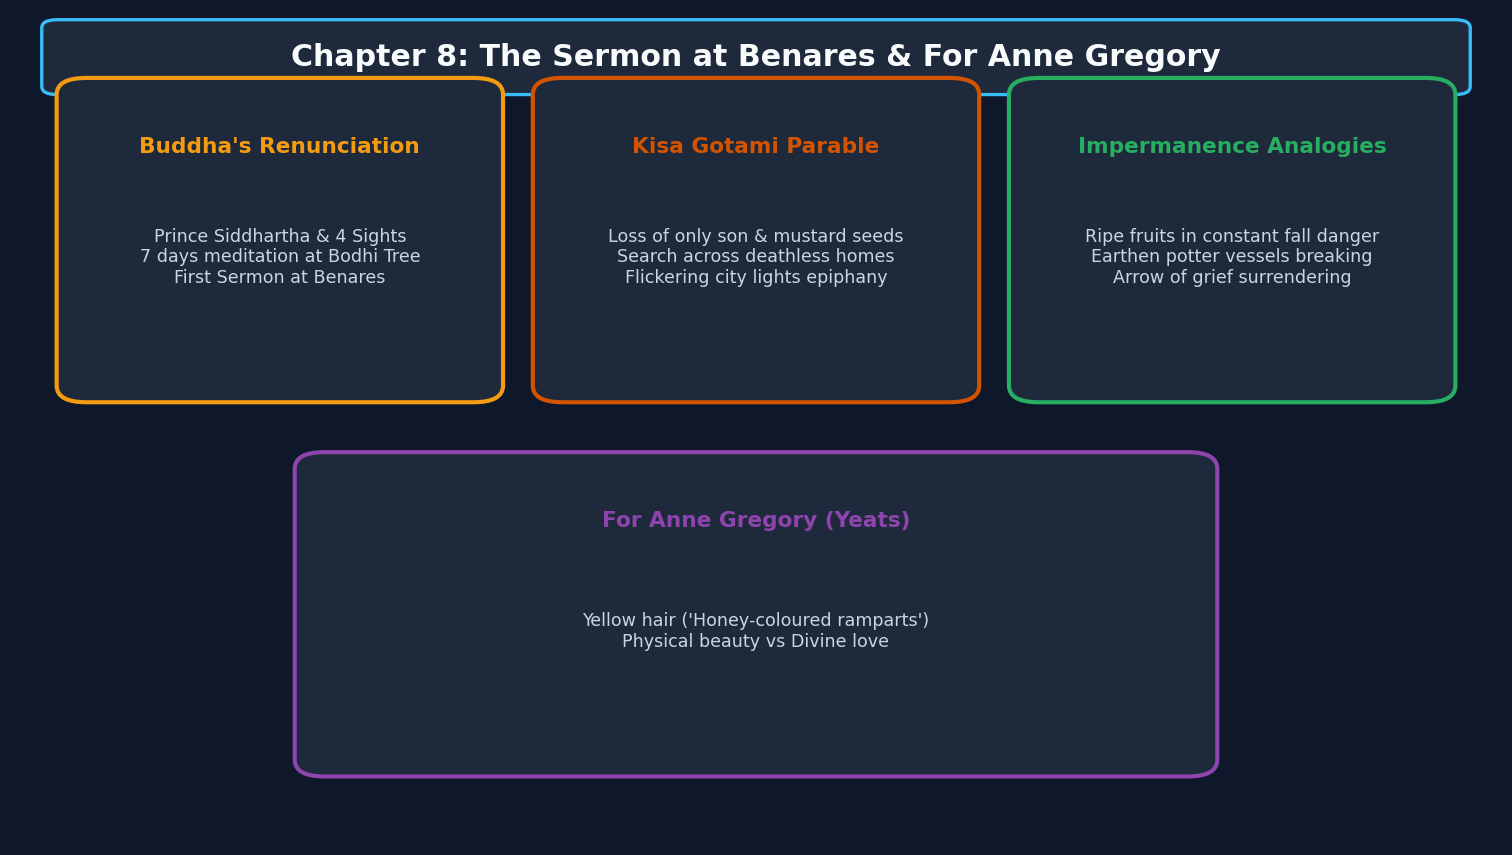 Chapter 8: The Sermon at Benares & For Anne Gregory
Buddha's Renunciation
Prince Siddhartha & 4 Sights
7 days meditation at Bodhi Tree
First Sermon at Benares
Kisa Gotami Parable
Loss of only son & mustard seeds
Search across deathless homes
Flickering city lights epiphany
Impermanence Analogies
Ripe fruits in constant fall danger
Earthen potter vessels breaking
Arrow of grief surrendering
For Anne Gregory (Yeats)
Yellow hair ('Honey-coloured ramparts')
Physical beauty vs Divine love